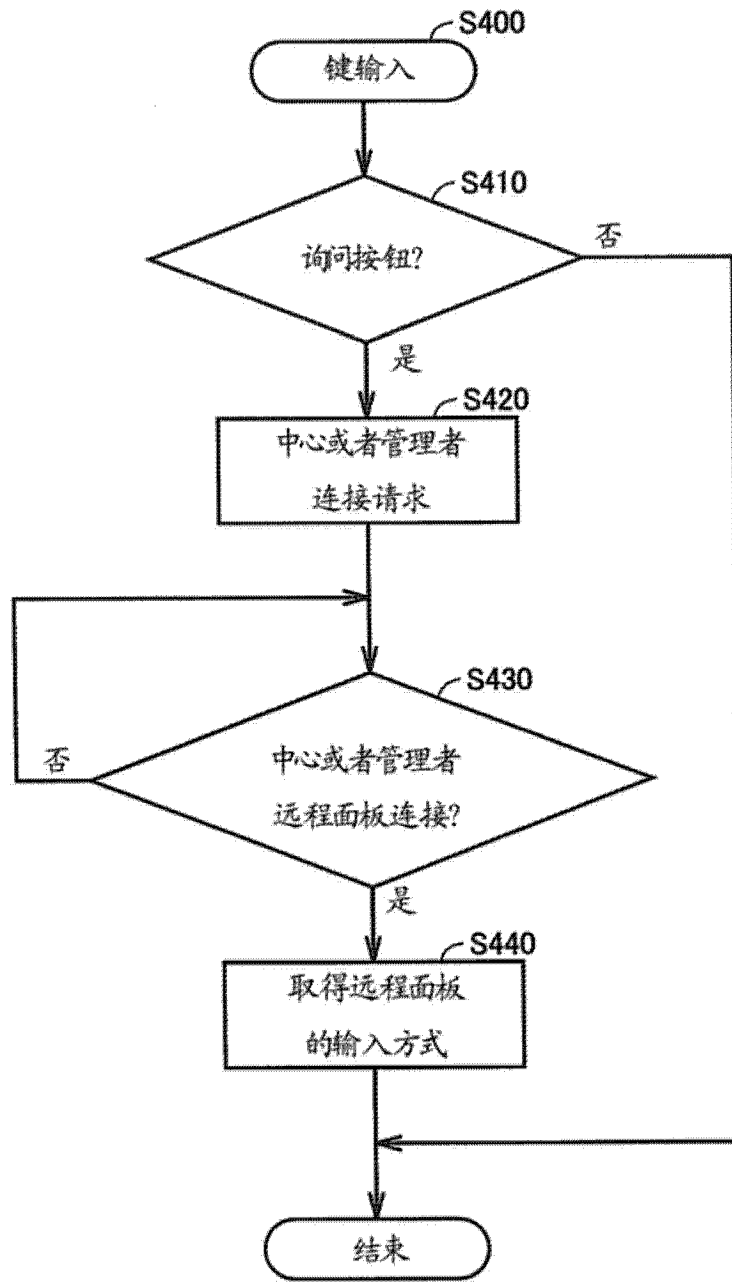 S400
键输入
S410
询问按钮?
否
是
S420
中心或者管理者
连接请求
S430
中心或者管理者
远程面板连接?
否
是
S440
取得远程面板
的输入方式
结束